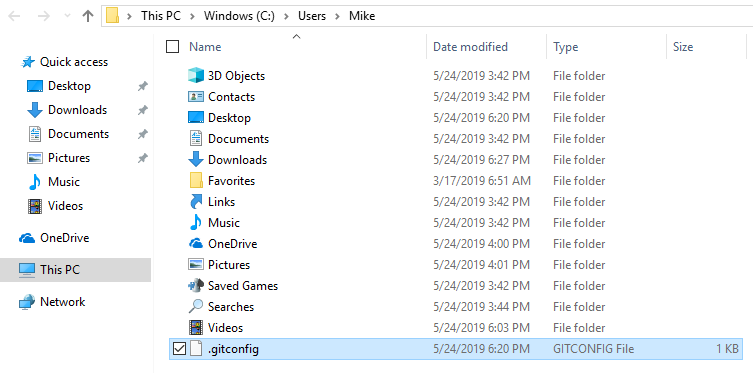 This PC > Windows (C:) > Users > Mike
Quick access
Desktop
Downloads
Documents
Pictures
Music
Videos
OneDrive
This PC
Network
Name Date modified Type Size
3D Objects 5/24/2019 3:42 PM File folder
Contacts 5/24/2019 3:42 PM File folder
Desktop 5/24/2019 6:20 PM File folder
Documents 5/24/2019 3:42 PM File folder
Downloads 5/24/2019 6:27 PM File folder
Favorites 3/17/2019 6:51 AM File folder
Links 5/24/2019 3:42 PM File folder
Music 5/24/2019 3:42 PM File folder
OneDrive 5/24/2019 4:00 PM File folder
Pictures 5/24/2019 4:01 PM File folder
Saved Games 5/24/2019 3:42 PM File folder
Searches 5/24/2019 3:44 PM File folder
Videos 5/24/2019 6:03 PM File folder
.gitconfig 5/24/2019 6:20 PM GITCONFIG File 1 KB